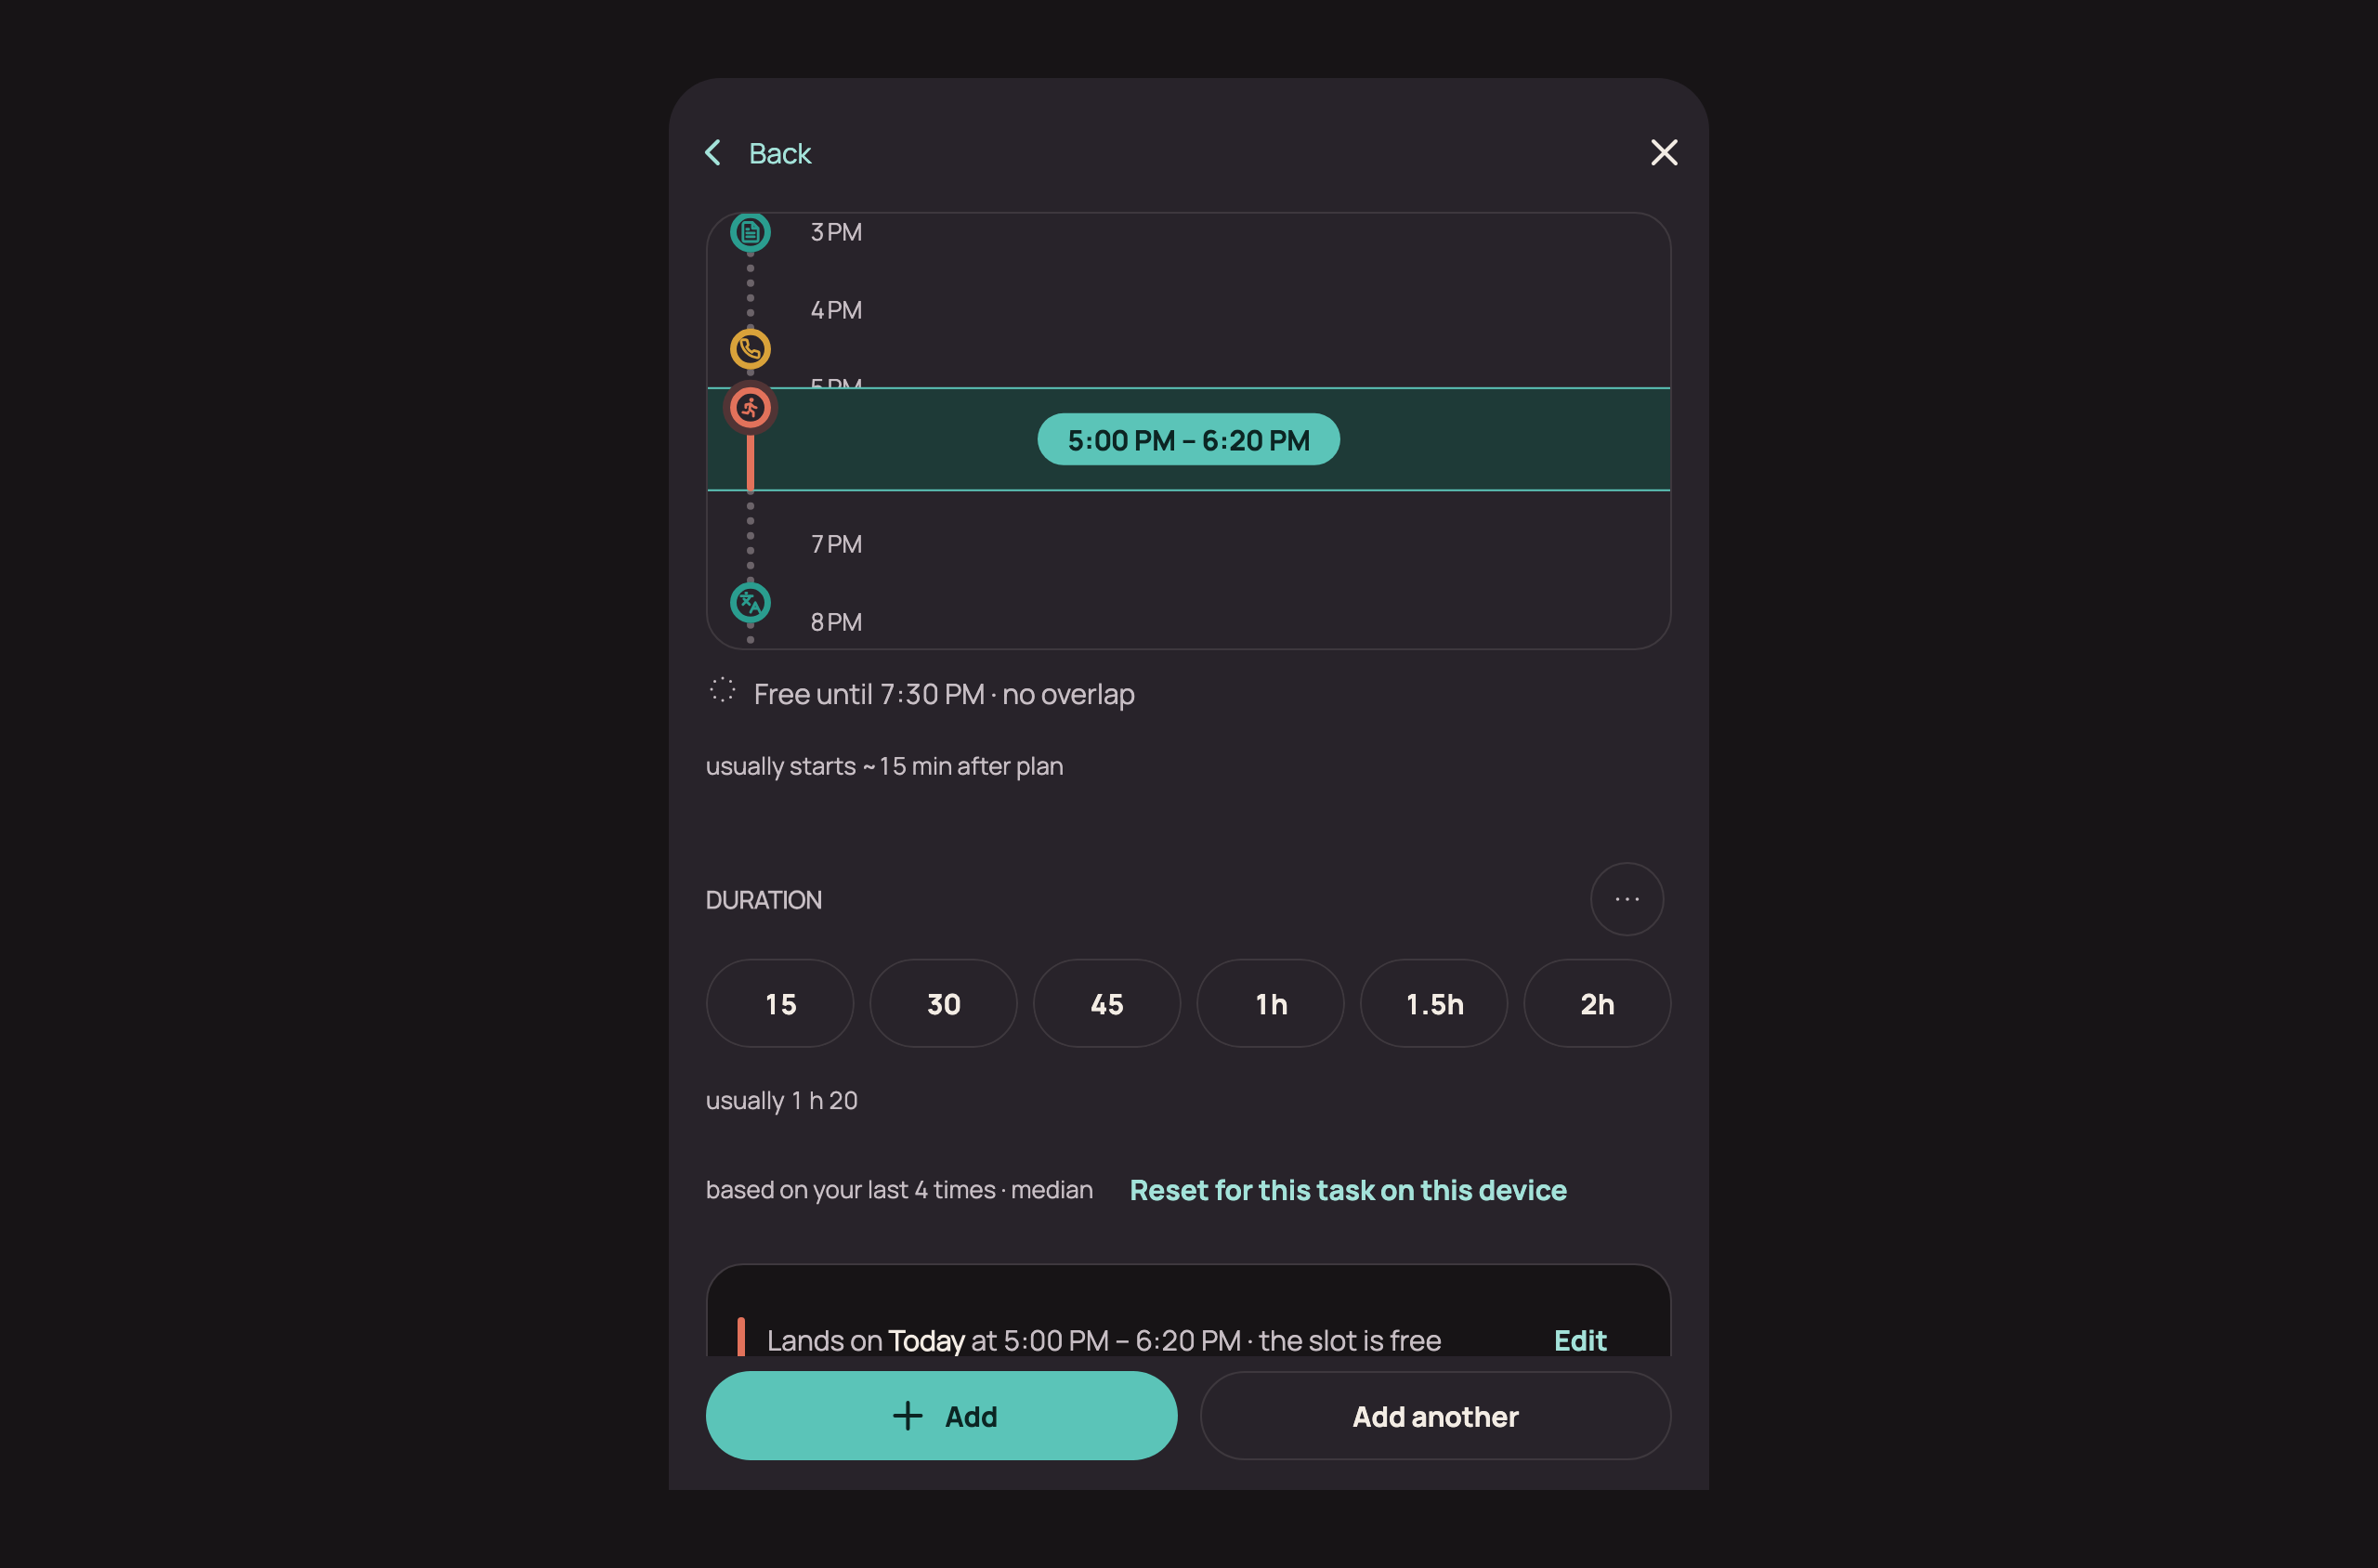 Back
3 PM
4 PM
5 PM
5:00 PM – 6:20 PM
7 PM
8 PM
Free until 7:30 PM · no overlap
usually starts ~15 min after plan
DURATION
15 30 45 1h 1.5h 2h
usually 1 h 20
based on your last 4 times · median Reset for this task on this device
Lands on Today at 5:00 PM – 6:20 PM · the slot is free Edit
Add Add another